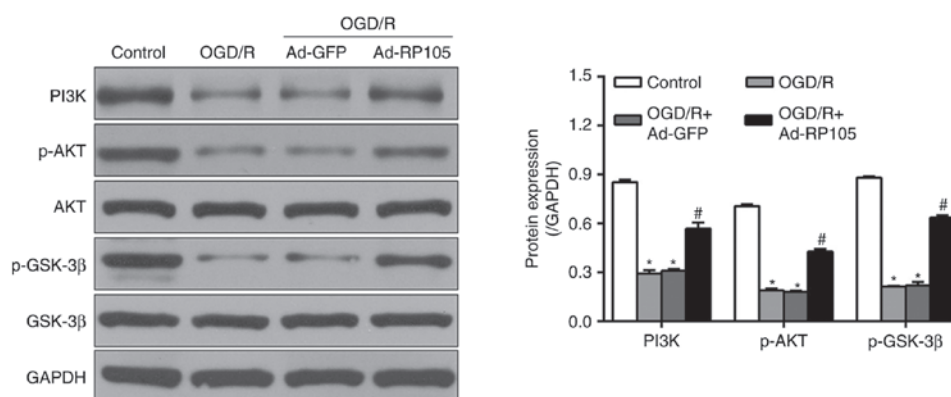 OGD/R
Control OGD/R Ad-GFP Ad-RP105
PI3K
p-AKT
AKT
p-GSK-3β
GSK-3β
GAPDH
Protein expression
(/GAPDH)
1.5
1.2
0.9
0.6
0.3
0.0
Control OGD/R
OGD/R+
Ad-GFP
OGD/R+
Ad-RP105
* * #
* * #
* * #
PI3K p-AKT p-GSK-3β